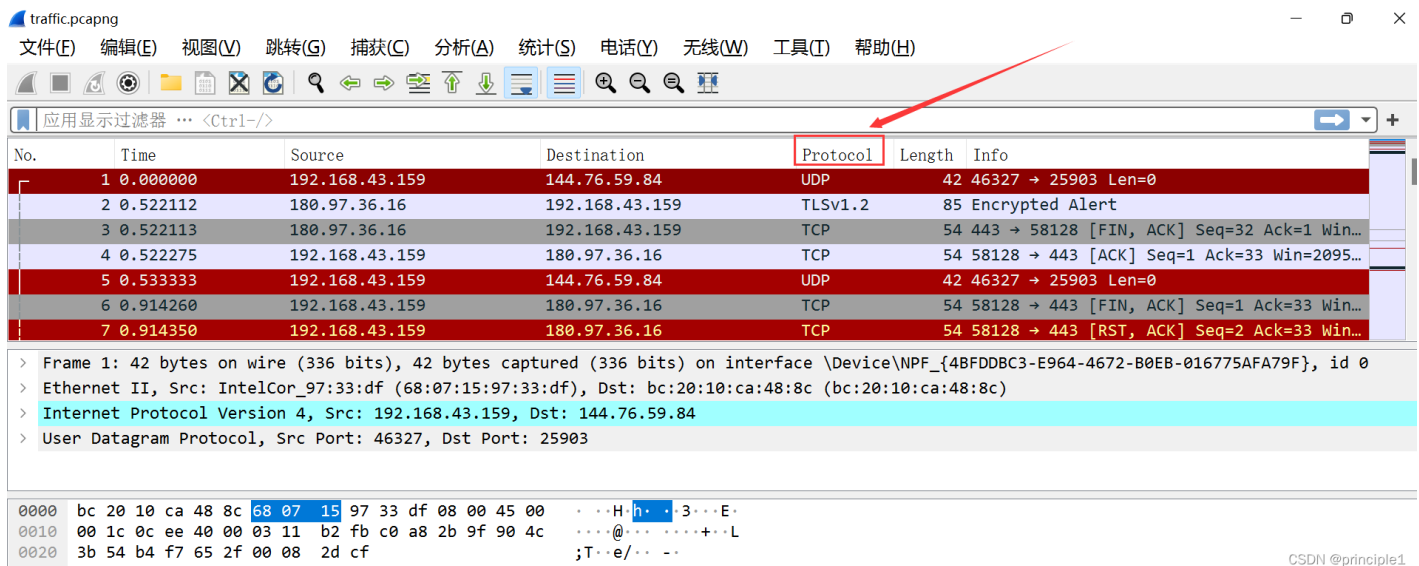 traffic.pcapng
文件(F) 编辑(E) 视图(V) 跳转(G) 捕获(C) 分析(A) 统计(S) 电话(Y) 无线(W) 工具(T) 帮助(H)
应用显示过滤器 … <Ctrl-/>
No. Time Source Destination Protocol Length Info
1 0.000000 192.168.43.159 144.76.59.84 UDP 42 46327 → 25903 Len=0
2 0.522112 180.97.36.16 192.168.43.159 TLSv1.2 85 Encrypted Alert
3 0.522113 180.97.36.16 192.168.43.159 TCP 54 443 → 58128 [FIN, ACK] Seq=32 Ack=1 Win…
4 0.522275 192.168.43.159 180.97.36.16 TCP 54 58128 → 443 [ACK] Seq=1 Ack=33 Win=2095…
5 0.533333 192.168.43.159 144.76.59.84 UDP 42 46327 → 25903 Len=0
6 0.914260 192.168.43.159 180.97.36.16 TCP 54 58128 → 443 [FIN, ACK] Seq=1 Ack=33 Win…
7 0.914350 192.168.43.159 180.97.36.16 TCP 54 58128 → 443 [RST, ACK] Seq=2 Ack=33 Win…
> Frame 1: 42 bytes on wire (336 bits), 42 bytes captured (336 bits) on interface \Device\NPF_{4BFDDBC3-E964-4672-B0EB-016775AFA79F}, id 0
> Ethernet II, Src: IntelCor_97:33:df (68:07:15:97:33:df), Dst: bc:20:10:ca:48:8c (bc:20:10:ca:48:8c)
> Internet Protocol Version 4, Src: 192.168.43.159, Dst: 144.76.59.84
> User Datagram Protocol, Src Port: 46327, Dst Port: 25903
0000 bc 20 10 ca 48 8c 68 07 15 97 33 df 08 00 45 00 · ··H·h· ··3···E·
0010 00 1c 0c ee 40 00 03 11 b2 fb c0 a8 2b 9f 90 4c ····@··· ····+··L
0020 3b 54 b4 f7 65 2f 00 08 2d cf ;T··e/·· -·
CSDN @principle1